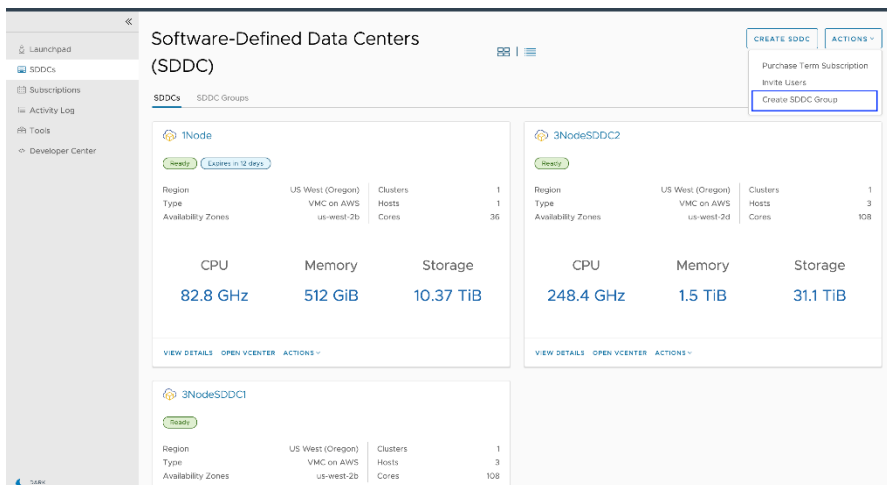 «
Launchpad
SDDCs
Subscriptions
Activity Log
Tools
Developer Center
DARK
Software-Defined Data Centers
(SDDC)
CREATE SDDC
ACTIONS
Purchase Term Subscription
Invite Users
Create SDDC Group
SDDCs SDDC Groups
1Node
Ready Expires in 12 days
Region US West (Oregon) Clusters 1
Type VMC on AWS Hosts 1
Availability Zones us-west-2b Cores 36
CPU Memory Storage
82.8 GHz 512 GiB 10.37 TiB
VIEW DETAILS OPEN VCENTER ACTIONS
3NodeSDDC2
Ready
Region US West (Oregon) Clusters 1
Type VMC on AWS Hosts 3
Availability Zones us-west-2d Cores 108
CPU Memory Storage
248.4 GHz 1.5 TiB 31.1 TiB
VIEW DETAILS OPEN VCENTER ACTIONS
3NodeSDDC1
Ready
Region US West (Oregon) Clusters 1
Type VMC on AWS Hosts 3
Availability Zones us-west-2b Cores 108